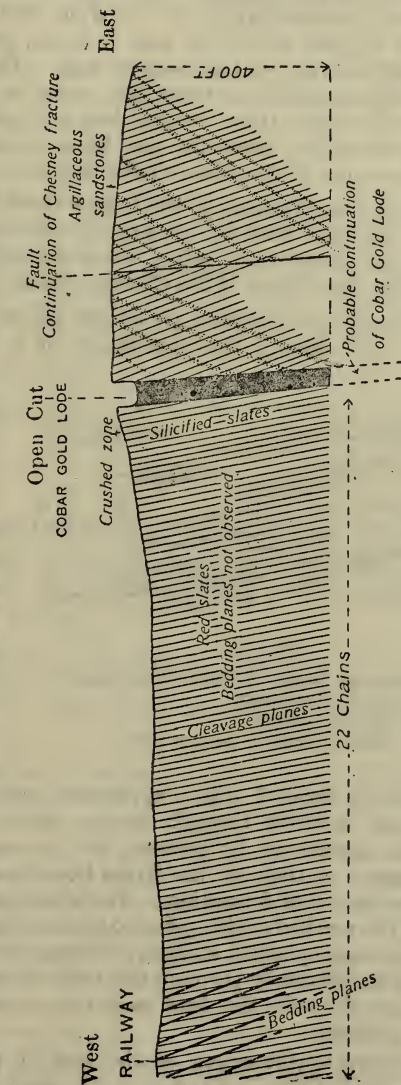 West
East
RAILWAY
Open Cut
COBAR GOLD LODE
Crushed zone
Fault
Continuation of Chesney fracture
Argillaceous
sandstones
400 FT
Silicified-slates
Red slates
Bedding planes not observed
Cleavage planes
Bedding planes
22 Chains
Probable continuation
of Cobar Gold Lode